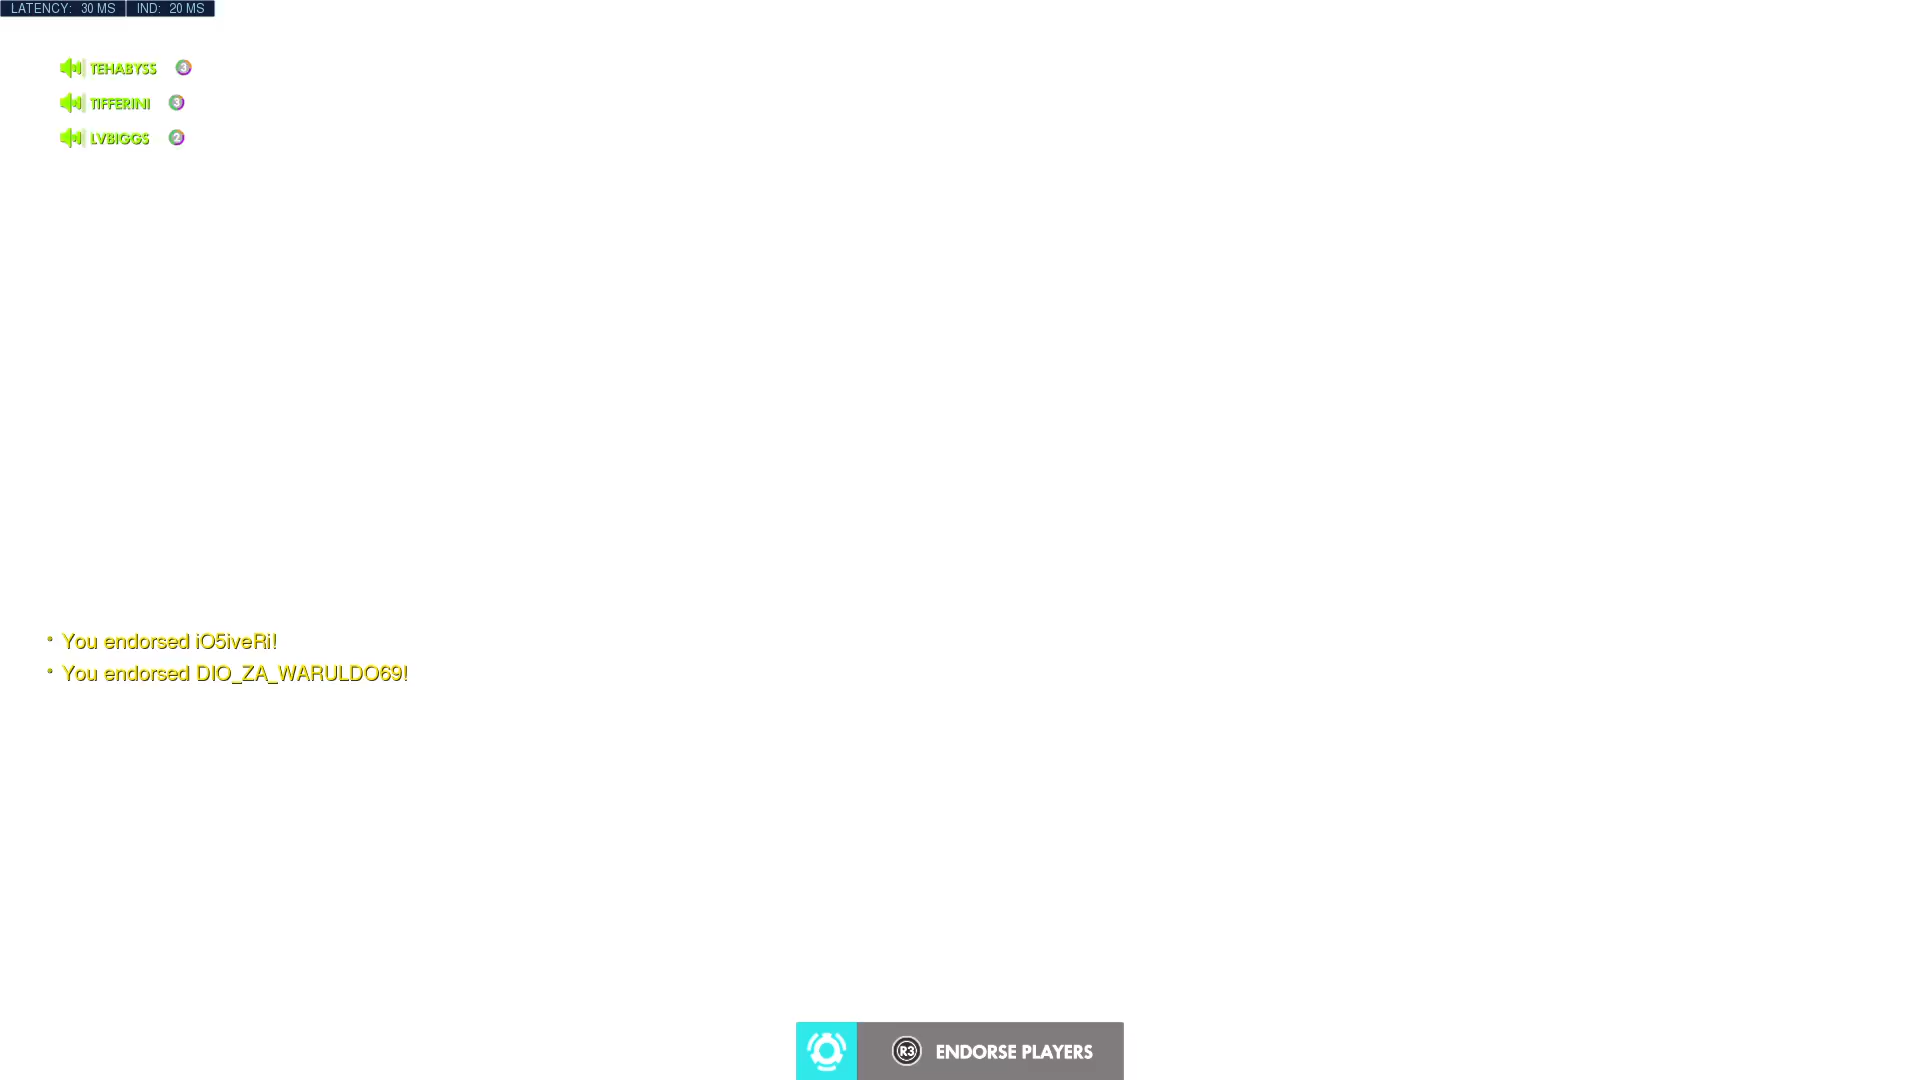 LATENCY: 30 MS IND: 20 MS
TEHABYSS 3
TIFFERINI 3
LVBIGGS 2
• You endorsed iO5iveRi!
• You endorsed DIO_ZA_WARULDO69!
R3 ENDORSE PLAYERS